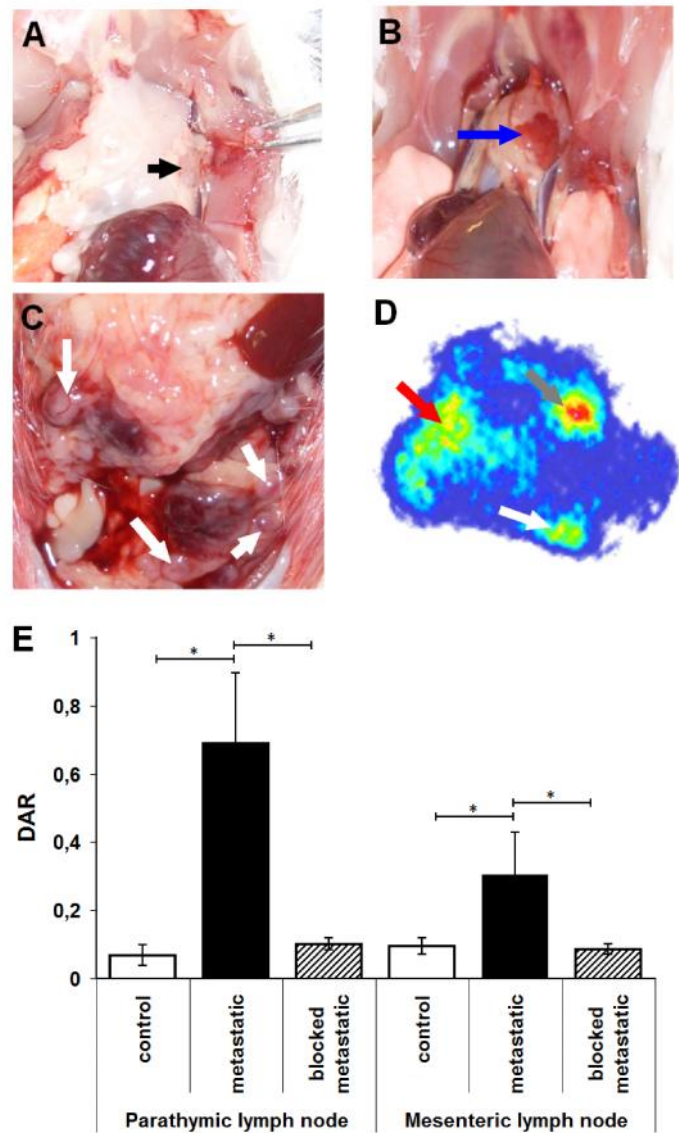 A
B
C
D
E
1
0,8
0,6
0,4
0,2
0
DAR
*
*
*
*
control
metastatic
blocked metastatic
control
metastatic
blocked metastatic
Parathymic lymph node
Mesenteric lymph node